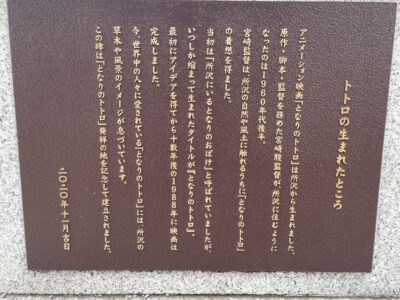 トトロの生まれたところ
アニメーション映画『となりのトトロ』は所沢から生まれました。
原作・脚本・監督を務めた宮崎駿監督が、所沢に住むように
なったのは1960年代後半。
宮崎監督は、所沢の自然や風土に触れるうちに『となりのトトロ』
の着想を得ました。
当初は「所沢にいるとなりのおばけ」と呼ばれていましたが、
いつしか縮まって生まれたタイトルが『となりのトトロ』。
最初にアイデアを得てから十数年後の1988年に映画は
完成しました。
今、世界中の人々に愛されている『となりのトトロ』には、所沢の
草木や風景のイメージが息づいています。
この碑は『となりのトトロ』発祥の地を記念して建立されました。
二〇二〇年十一月吉日